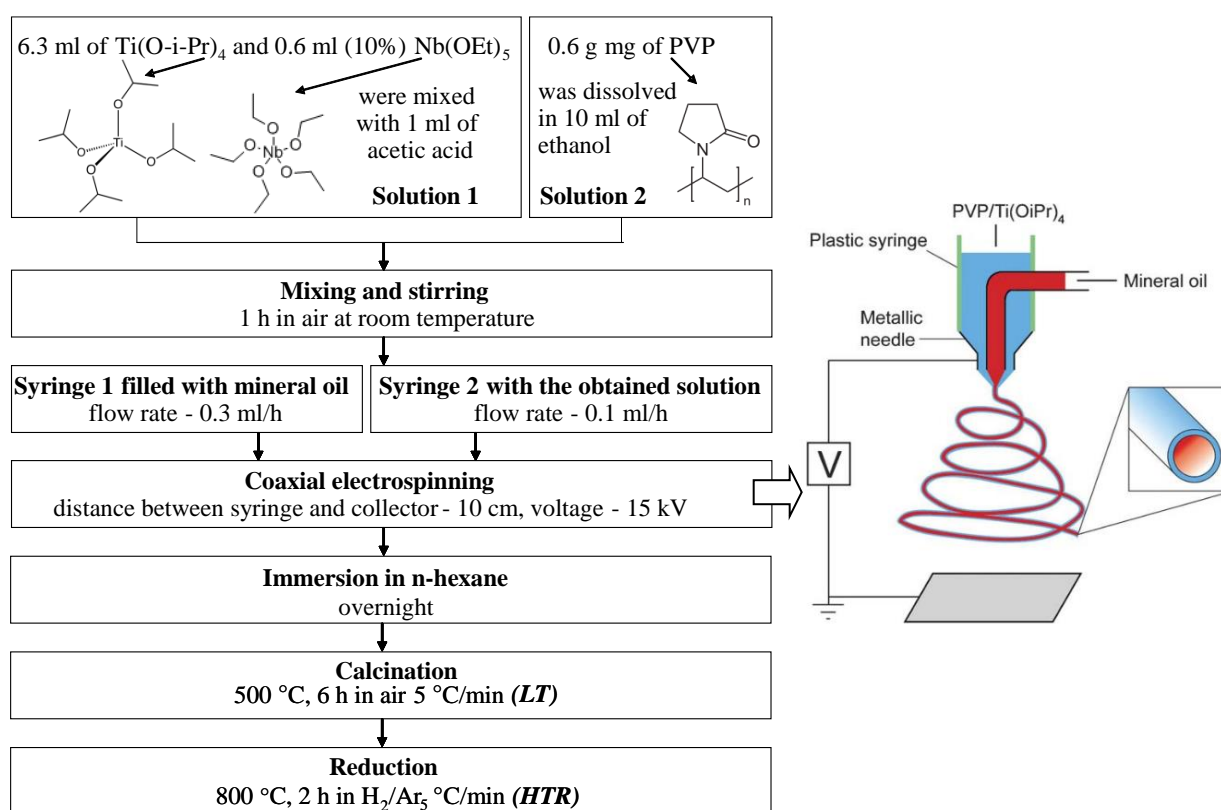 6.3 ml of Ti(O-i-Pr)4 and 0.6 ml (10%) Nb(OEt)5
were mixed
with 1 ml of
acetic acid
Solution 1
O
O
Ti
O
O
O
O
Nb
O
O
O
0.6 g mg of PVP
was dissolved
in 10 ml of
ethanol
Solution 2
N
O
n
Mixing and stirring
1 h in air at room temperature
Syringe 1 filled with mineral oil
flow rate - 0.3 ml/h
Syringe 2 with the obtained solution
flow rate - 0.1 ml/h
Coaxial electrospinning
distance between syringe and collector - 10 cm, voltage - 15 kV
Immersion in n-hexane
overnight
Calcination
500 °C, 6 h in air 5 °C/min (LT)
Reduction
800 °C, 2 h in H2/Ar5 °C/min (HTR)
PVP/Ti(OiPr)4
Plastic syringe
Mineral oil
Metallic
needle
V